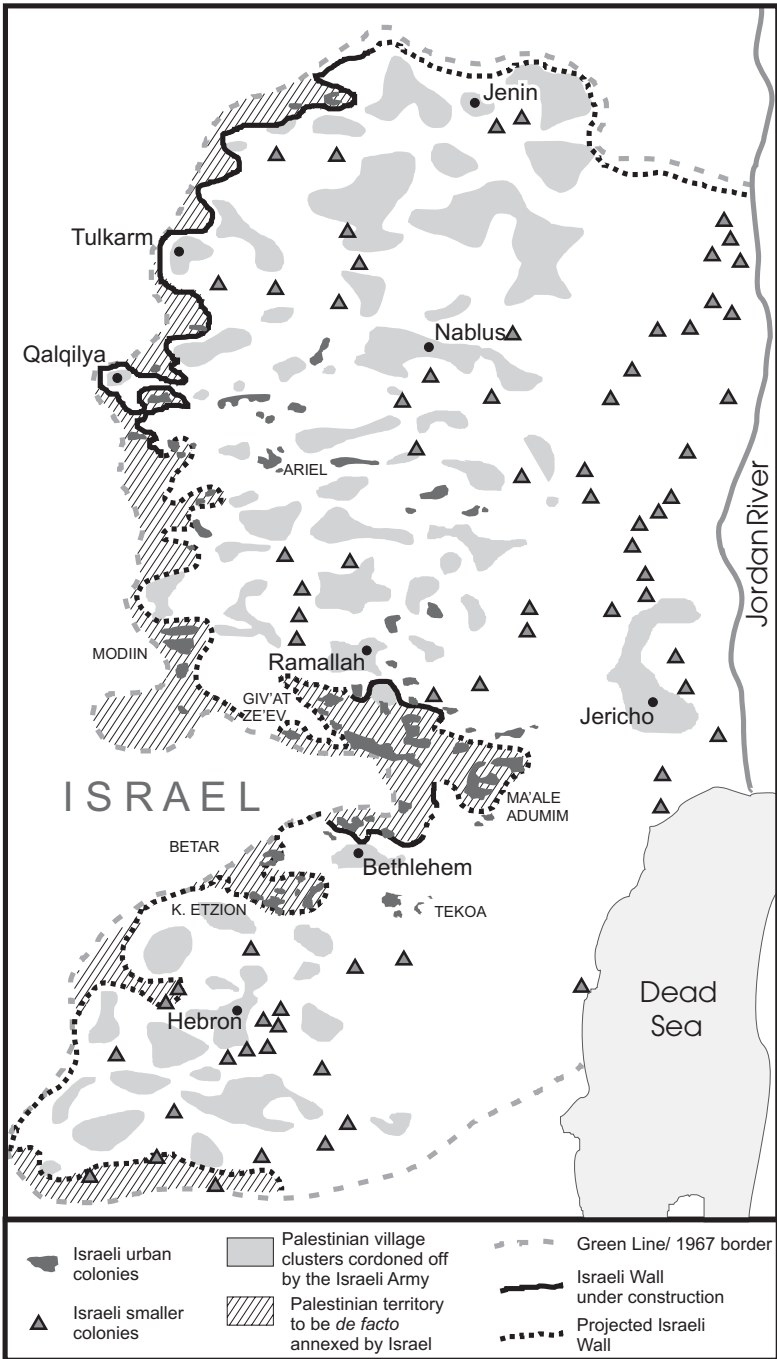 Jenin
Tulkarm
Nablus
Qalqilya
ARIEL
Jordan River
MODIIN
Ramallah
GIV'AT
ZE'EV
Jericho
ISRAEL
MA'ALE
ADUMIM
BETAR
Bethlehem
K. ETZION
TEKOA
Dead
Sea
Hebron
Israeli urban
colonies
Israeli smaller
colonies
Palestinian village
clusters cordoned off
by the Israeli Army
Palestinian territory
to be de facto
annexed by Israel
Green Line/ 1967 border
Israeli Wall
under construction
Projected Israeli
Wall